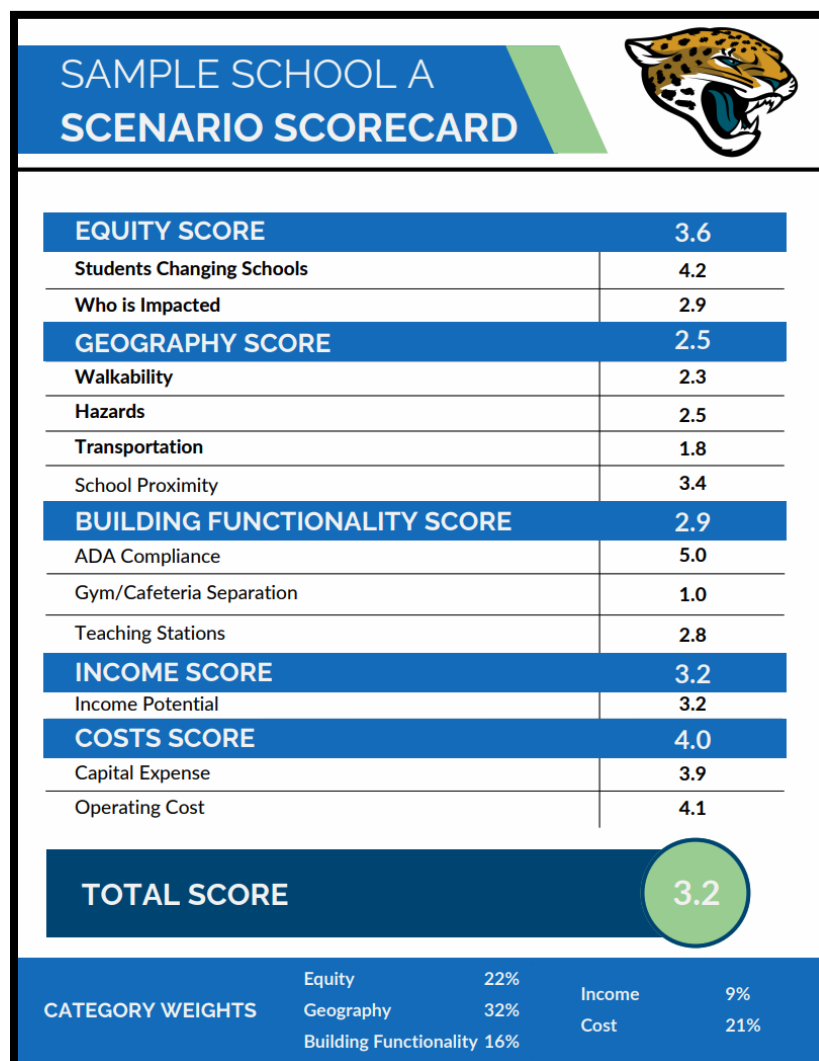 SAMPLE SCHOOL A
SCENARIO SCORECARD
EQUITY SCORE 3.6
Students Changing Schools 4.2
Who is Impacted 2.9
GEOGRAPHY SCORE 2.5
Walkability 2.3
Hazards 2.5
Transportation 1.8
School Proximity 3.4
BUILDING FUNCTIONALITY SCORE 2.9
ADA Compliance 5.0
Gym/Cafeteria Separation 1.0
Teaching Stations 2.8
INCOME SCORE 3.2
Income Potential 3.2
COSTS SCORE 4.0
Capital Expense 3.9
Operating Cost 4.1
TOTAL SCORE 3.2
CATEGORY WEIGHTS
Equity 22%
Geography 32%
Building Functionality 16%
Income 9%
Cost 21%